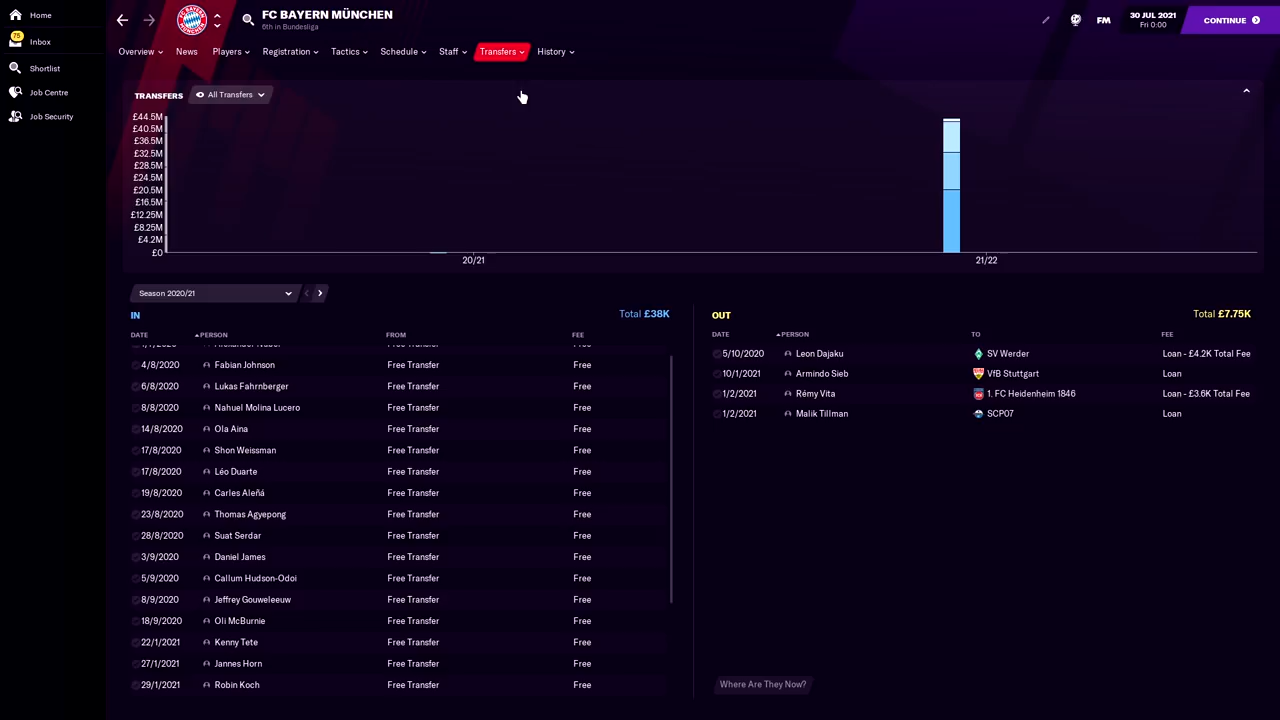 Home
75
Inbox
Shortlist
Job Centre
Job Security
FC BAYERN MÜNCHEN
6th in Bundesliga
FM
30 JUL 2021
Fri 0:00
CONTINUE
Overview
News
Players
Registration
Tactics
Schedule
Staff
Transfers
History
TRANSFERS
All Transfers
£44.5M
£40.5M
£36.5M
£32.5M
£28.5M
£24.5M
£20.5M
£16.5M
£12.25M
£8.25M
£4.2M
£0
20/21
21/22
Season 2020/21
IN
Total £38K
DATE PERSON FROM FEE
4/8/2020 Fabian Johnson Free Transfer Free
6/8/2020 Lukas Fahrnberger Free Transfer Free
8/8/2020 Nahuel Molina Lucero Free Transfer Free
14/8/2020 Ola Aina Free Transfer Free
17/8/2020 Shon Weissman Free Transfer Free
17/8/2020 Léo Duarte Free Transfer Free
19/8/2020 Carles Aleñá Free Transfer Free
23/8/2020 Thomas Agyepong Free Transfer Free
28/8/2020 Suat Serdar Free Transfer Free
3/9/2020 Daniel James Free Transfer Free
5/9/2020 Callum Hudson-Odoi Free Transfer Free
8/9/2020 Jeffrey Gouweleeuw Free Transfer Free
18/9/2020 Oli McBurnie Free Transfer Free
22/1/2021 Kenny Tete Free Transfer Free
27/1/2021 Jannes Horn Free Transfer Free
29/1/2021 Robin Koch Free Transfer Free
OUT
Total £7.75K
DATE PERSON TO FEE
5/10/2020 Leon Dajaku SV Werder Loan - £4.2K Total Fee
10/1/2021 Armindo Sieb VfB Stuttgart Loan
1/2/2021 Rémy Vita 1. FC Heidenheim 1846 Loan - £3.6K Total Fee
1/2/2021 Malik Tillman SCP07 Loan
Where Are They Now?